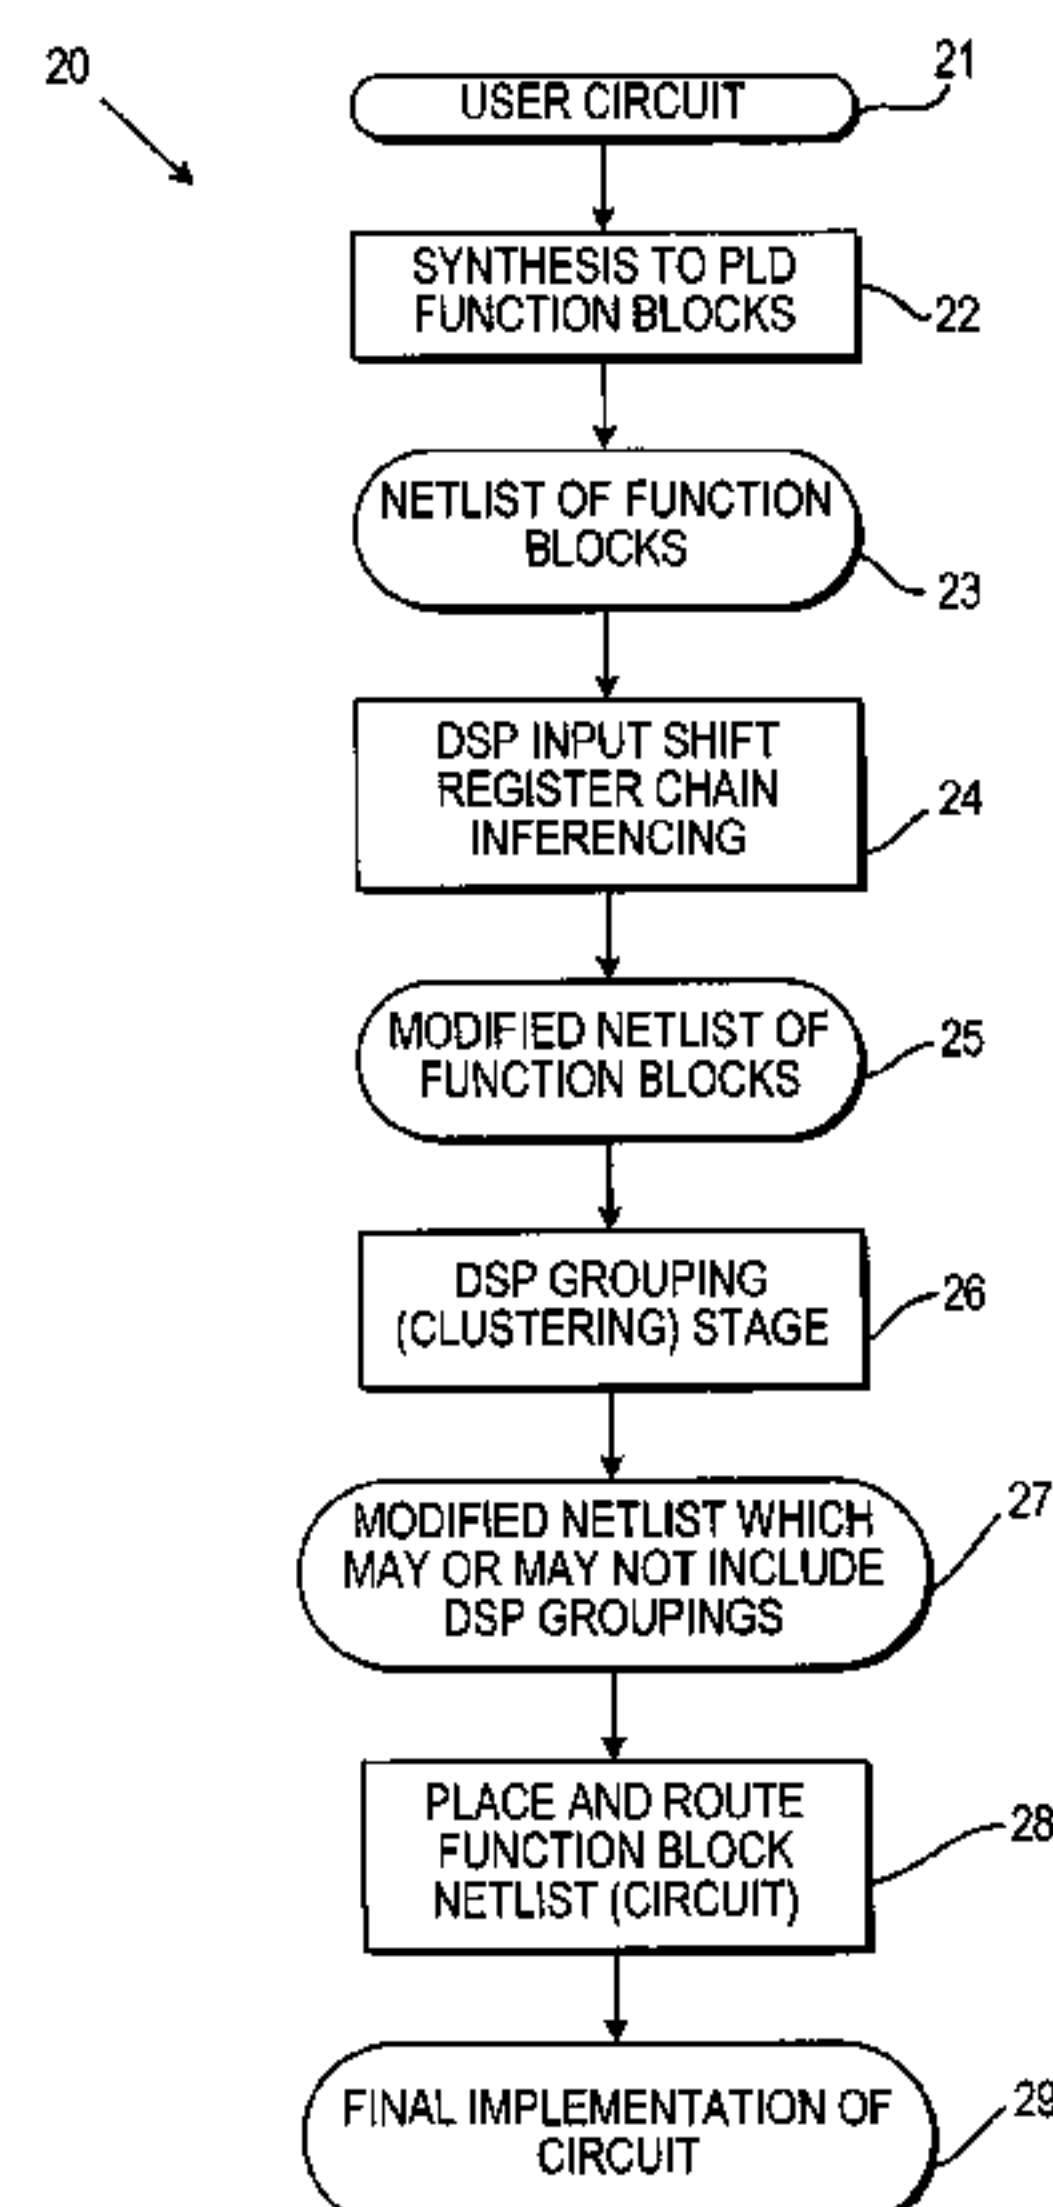 20
21
USER CIRCUIT
SYNTHESIS TO PLD
FUNCTION BLOCKS
22
NETLIST OF FUNCTION
BLOCKS
23
DSP INPUT SHIFT
REGISTER CHAIN
INFERENCING
24
MODIFIED NETLIST OF
FUNCTION BLOCKS
25
DSP GROUPING
(CLUSTERING) STAGE
26
MODIFIED NETLIST WHICH
MAY OR MAY NOT INCLUDE
DSP GROUPINGS
27
PLACE AND ROUTE
FUNCTION BLOCK
NETLIST (CIRCUIT)
28
FINAL IMPLEMENTATION OF
CIRCUIT
29